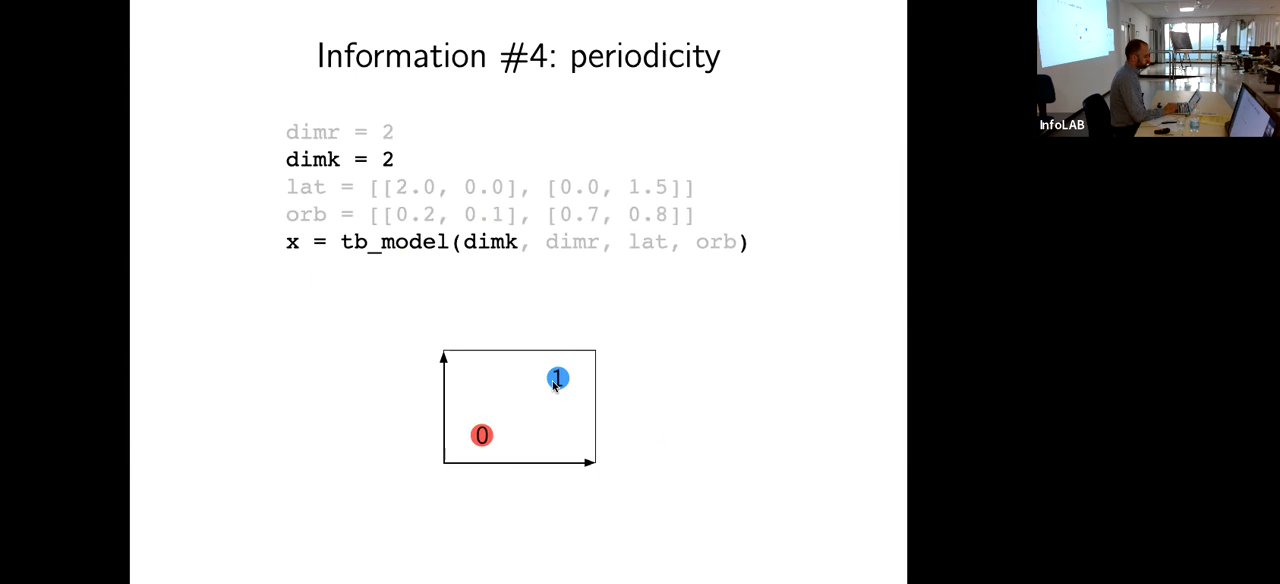 Information #4: periodicity
dimr = 2
dimk = 2
lat = [[2.0, 0.0], [0.0, 1.5]]
orb = [[0.2, 0.1], [0.7, 0.8]]
x = tb_model(dimk, dimr, lat, orb)
1
0
InfoLAB